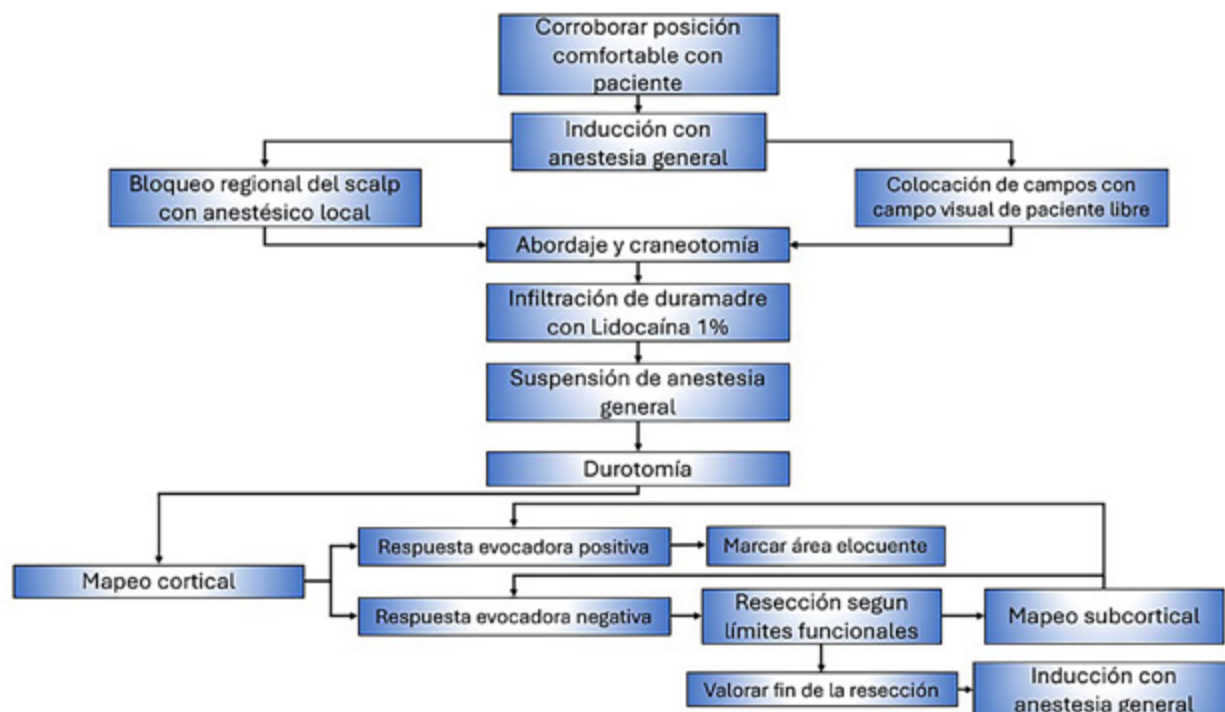 Corroborar posición
comfortable con
paciente
Inducción con
anestesia general
Bloqueo regional del scalp
con anestésico local
Colocación de campos con
campo visual de paciente libre
Abordaje y craneotomía
Infiltración de duramadre
con Lidocaína 1%
Suspensión de anestesia
general
Durotomía
Mapeo cortical
Respuesta evocadora positiva
Marcar área elocuente
Respuesta evocadora negativa
Resección segun
límites funcionales
Mapeo subcortical
Valorar fin de la resección
Inducción con
anestesia general